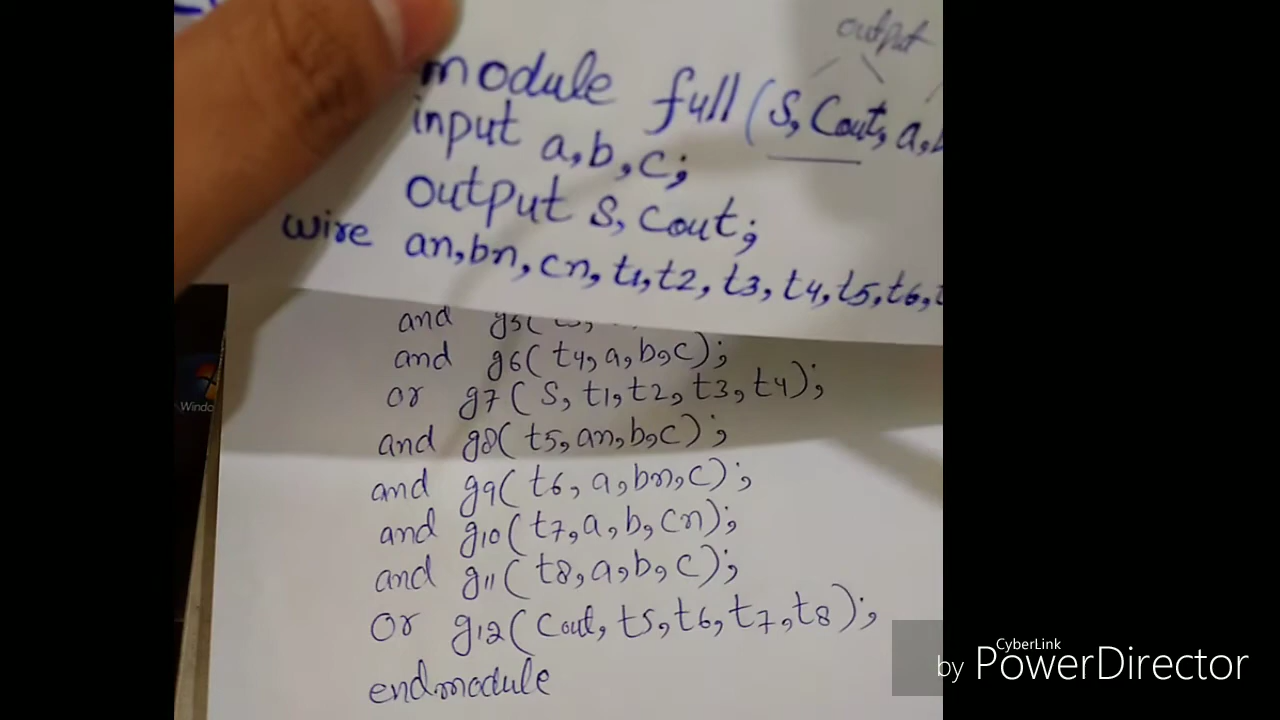 output
module full(S, Cout, a,
input a,b,c;
output S, Cout;
wire an,bn,cn,t1,t2,t3,t4,t5,t6,
and g5(
and g6(t4,a,b,c);
or g7(S,t1,t2,t3,t4);
and g8(t5,an,b,c);
and g9(t6,a,bn,c);
and g10(t7,a,b,cn);
and g11(t8,a,b,c);
or g12(Cout,t5,t6,t7,t8);
endmodule
Windo
CyberLink
by PowerDirector